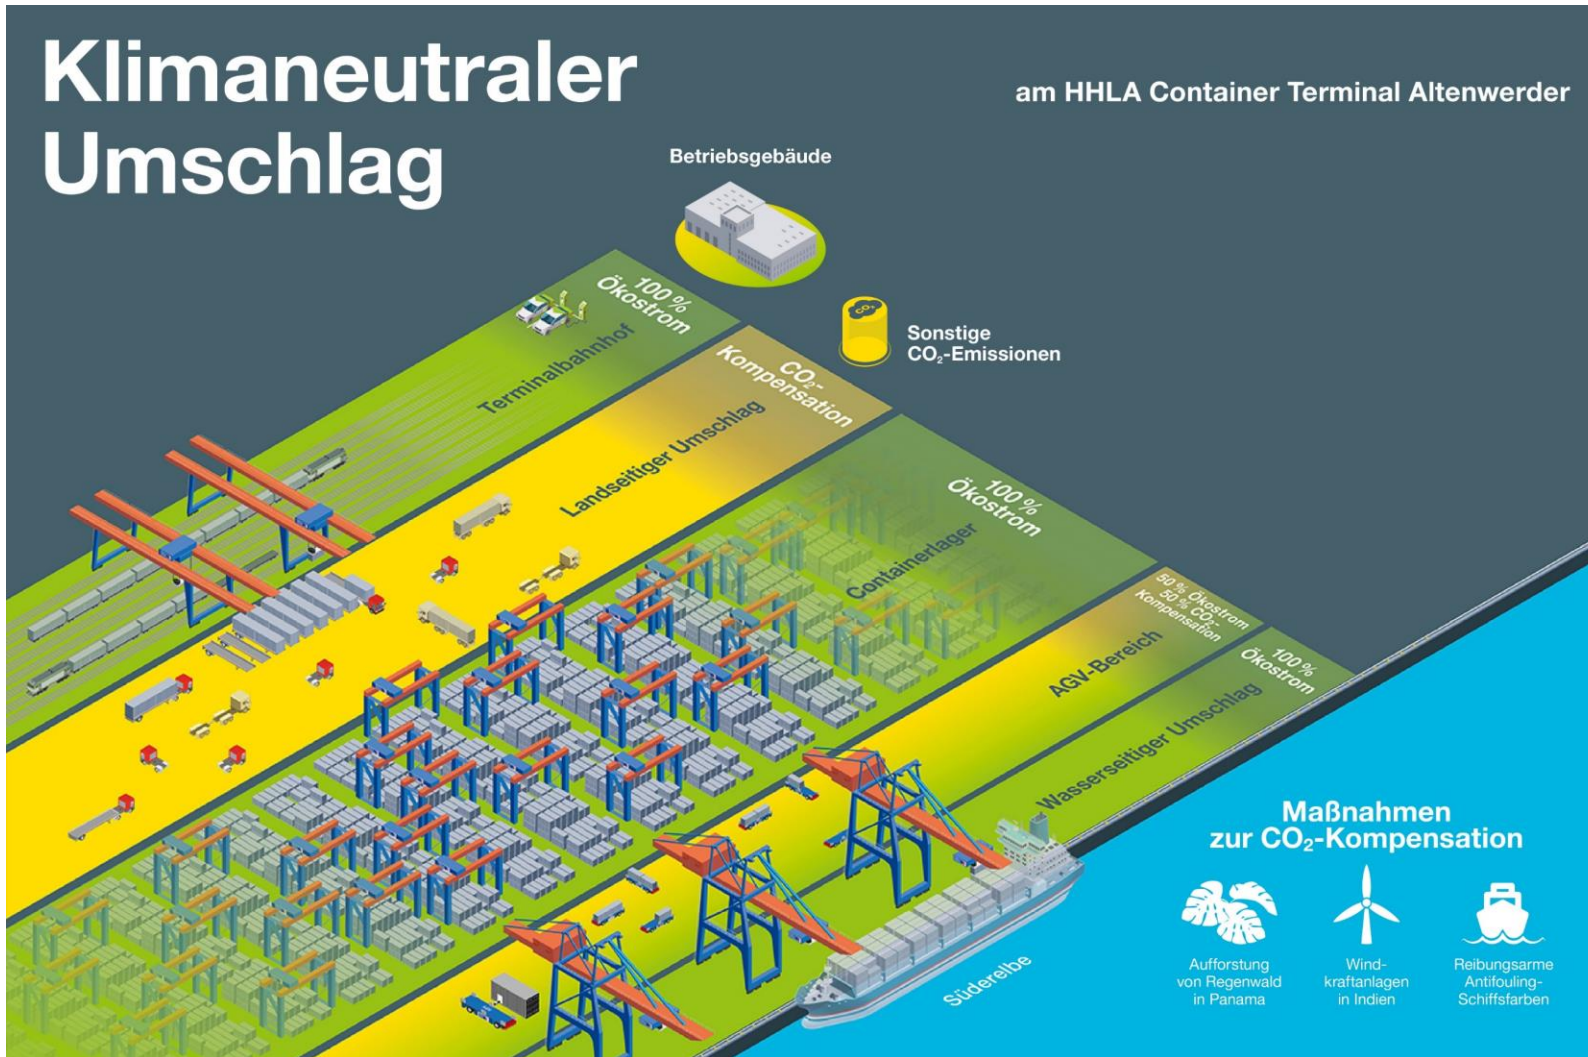 Klimaneutraler
Umschlag
am HHLA Container Terminal Altenwerder
Betriebsgebäude
Sonstige
CO₂-Emissionen
100 %
Ökostrom
Terminalbahnhof
CO₂-
Kompensation
Landseitiger Umschlag
100 %
Ökostrom
Containerlager
50 % Ökostrom
50 % CO₂-
Kompensation
AGV-Bereich
100 %
Ökostrom
Wasserseitiger Umschlag
Süderelbe
Maßnahmen
zur CO₂-Kompensation
Aufforstung
von Regenwald
in Panama
Wind-
kraftanlagen
in Indien
Reibungsarme
Antifouling-
Schiffsfarben
CO₂